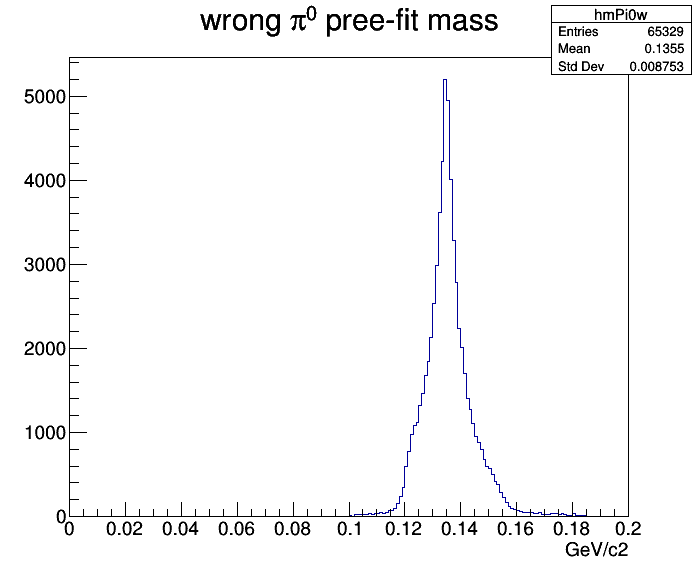 wrong π⁰ pree-fit mass
hmPi0w
Entries 65329
Mean 0.1355
Std Dev 0.008753
5000
4000
3000
2000
1000
0
0 0.02 0.04 0.06 0.08 0.1 0.12 0.14 0.16 0.18 0.2
GeV/c2